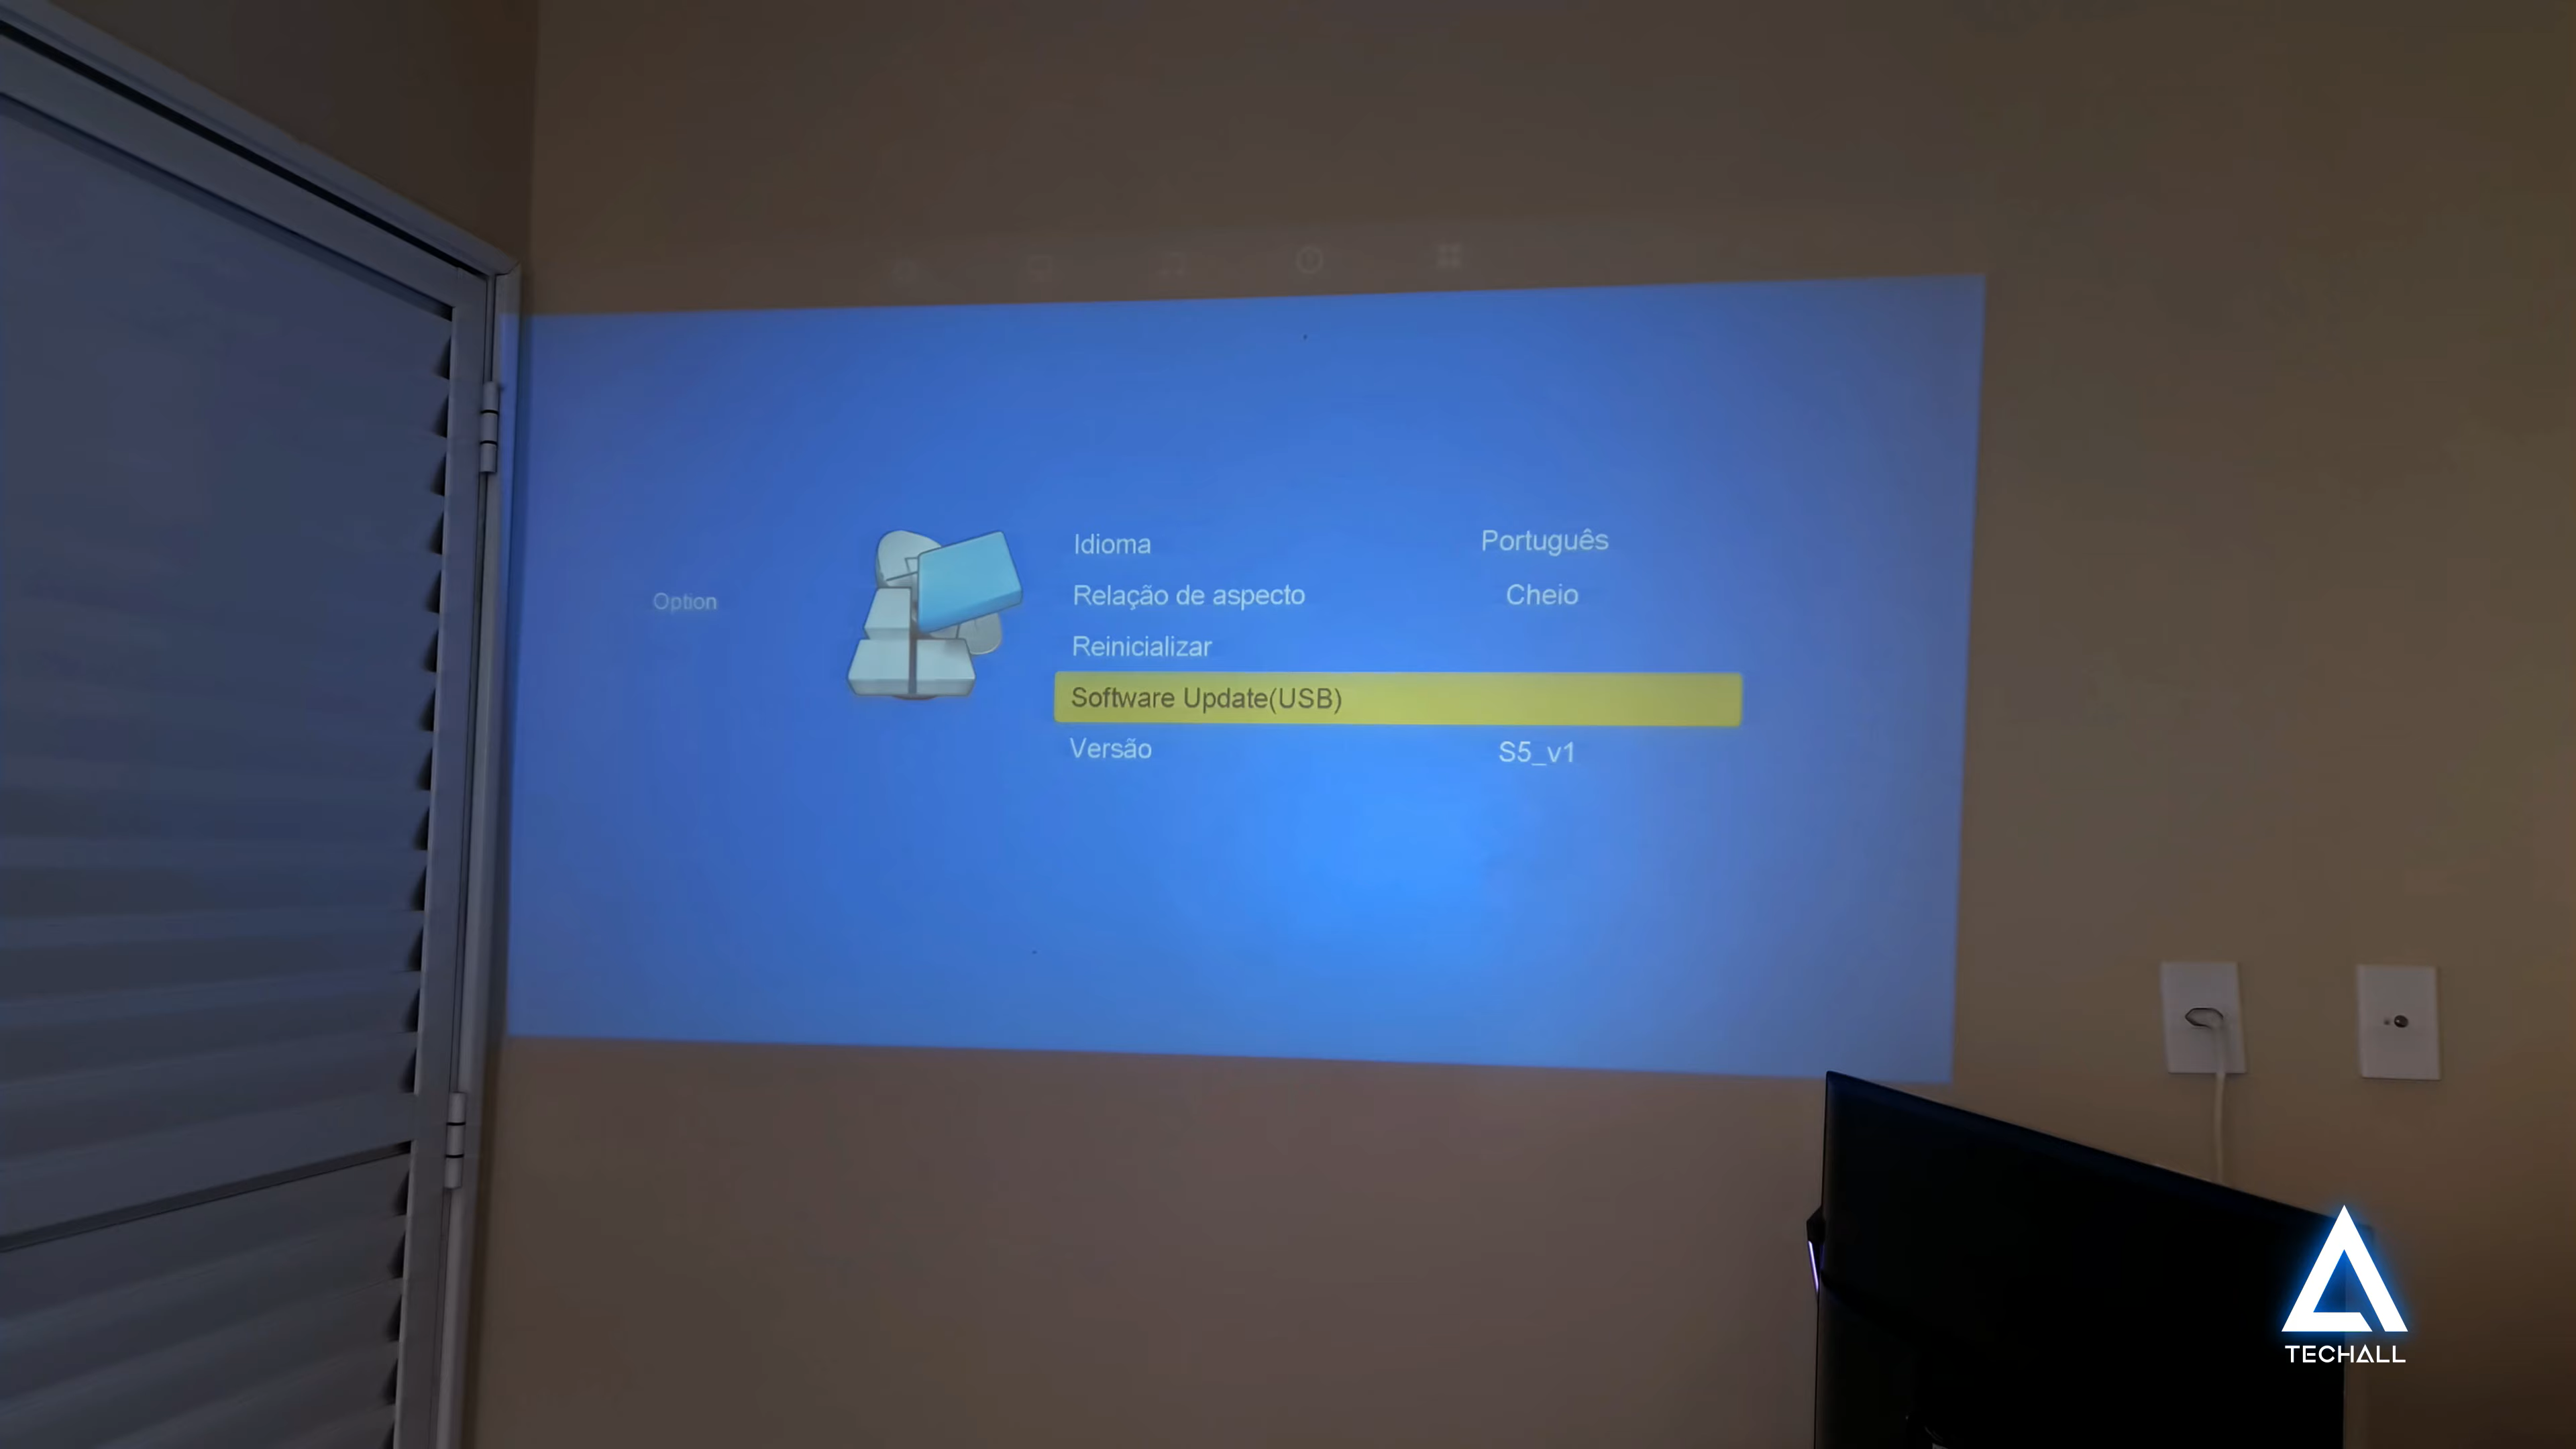 Option
Idioma Português
Relação de aspecto Cheio
Reinicializar
Software Update(USB)
Versão S5_v1
TECHALL